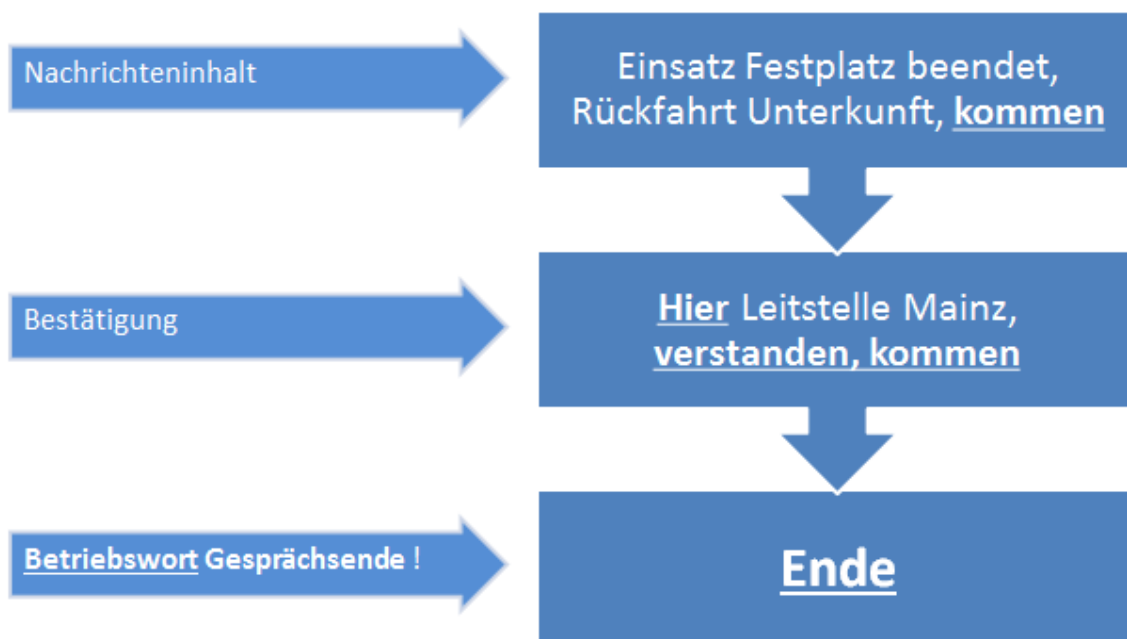 Nachrichteninhalt
Einsatz Festplatz beendet,
Rückfahrt Unterkunft, kommen
Bestätigung
Hier Leitstelle Mainz,
verstanden, kommen
Betriebswort Gesprächsende !
Ende